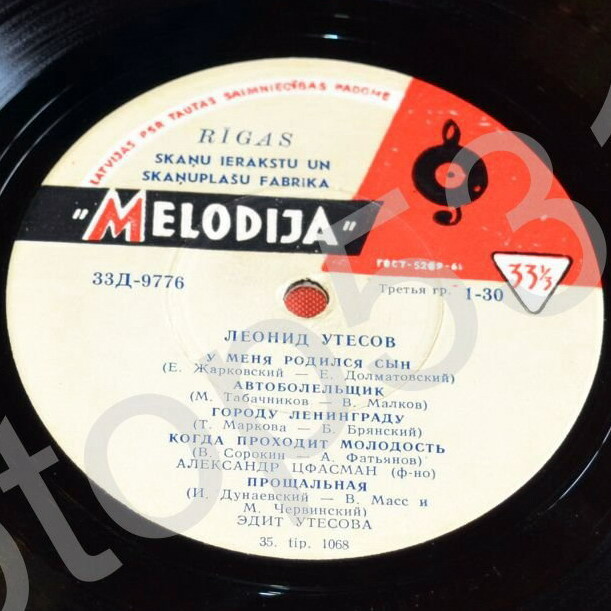 LATVIJAS PSR TAUTAS SAIMNIECĪBAS PADOME
RĪGAS
SKAŅU IERAKSTU UN
SKAŅUPLAŠU FABRIKA
"MELODIJA"
ГОСТ-5289-61
33⅓
33Д-9776
Третья гр. 1-30
ЛЕОНИД УТЕСОВ
У МЕНЯ РОДИЛСЯ СЫН
(Е. Жарковский — Е. Долматовский)
АВТОБОЛЕЛЬЩИК
(М. Табачников — В. Малков)
ГОРОДУ ЛЕНИНГРАДУ
(Т. Маркова — Б. Брянский)
КОГДА ПРОХОДИТ МОЛОДОСТЬ
(В. Сорокин — А. Фатьянов)
АЛЕКСАНДР ЦФАСМАН (ф-но)
ПРОЩАЛЬНАЯ
(И. Дунаевский — В. Масс и
М. Червинский)
ЭДИТ УТЕСОВА
35. tip. 1068